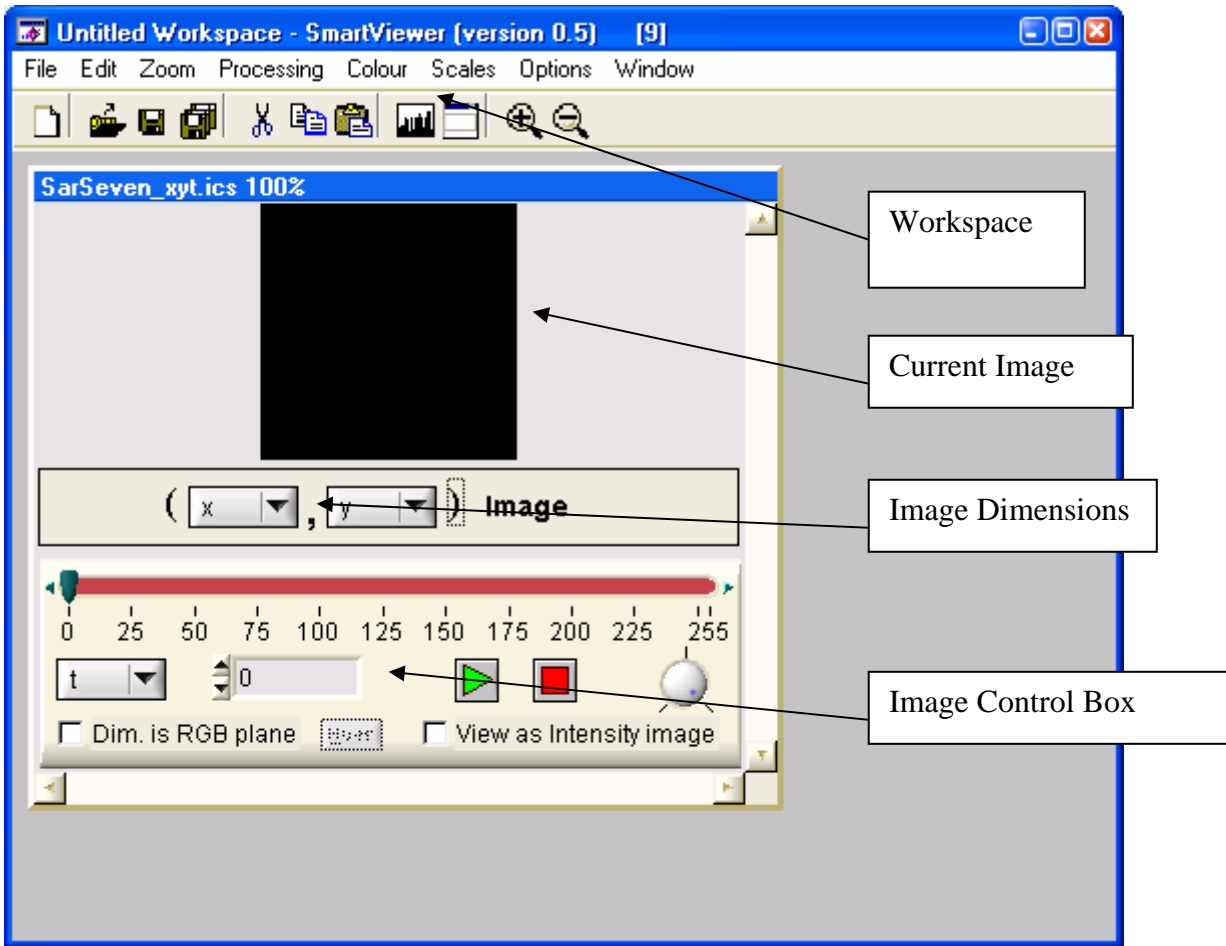 Untitled Workspace - SmartViewer (version 0.5) [9]
File Edit Zoom Processing Colour Scales Options Window
SarSeven_xyt.ics 100%
Workspace
Current Image
( x , y ) Image
Image Dimensions
0 25 50 75 100 125 150 175 200 225 255
t 0
Image Control Box
Dim. is RGB plane
View as Intensity image